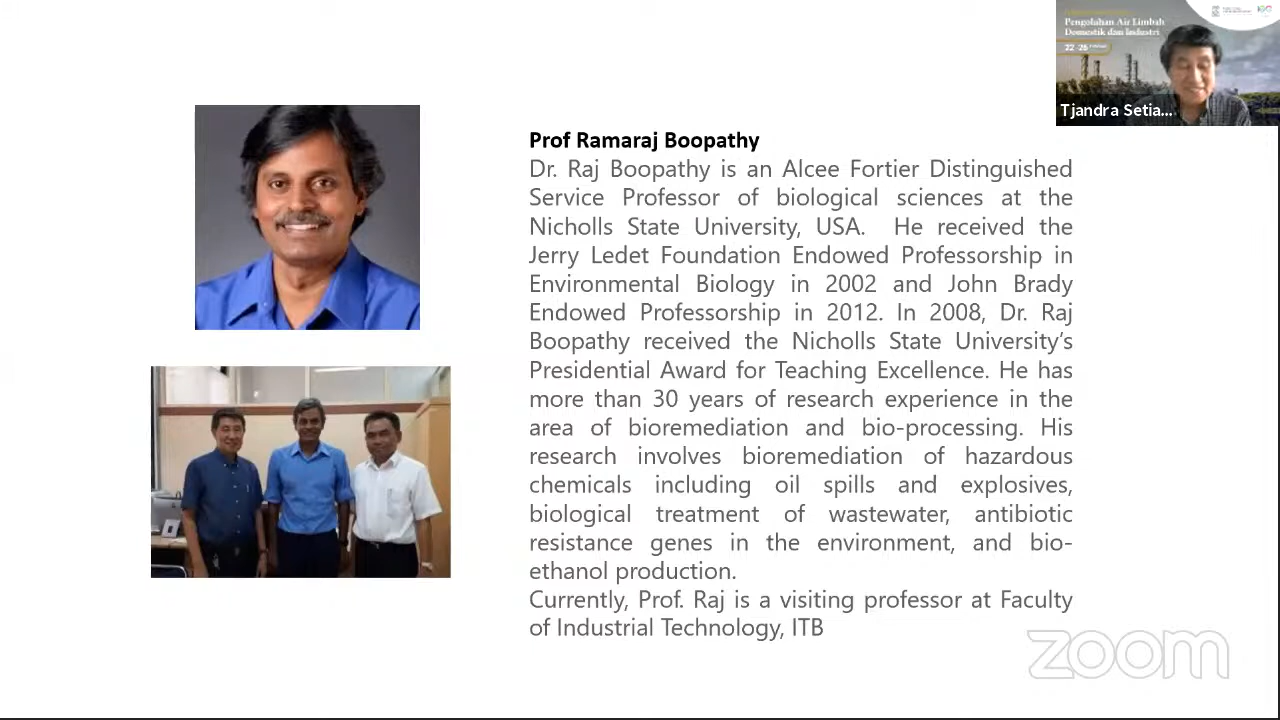 Pengolahan Air Limbah
Domestik dan Industri
22-26
Tjandra Setia...
Prof Ramaraj Boopathy
Dr. Raj Boopathy is an Alcee Fortier Distinguished
Service Professor of biological sciences at the
Nicholls State University, USA. He received the
Jerry Ledet Foundation Endowed Professorship in
Environmental Biology in 2002 and John Brady
Endowed Professorship in 2012. In 2008, Dr. Raj
Boopathy received the Nicholls State University's
Presidential Award for Teaching Excellence. He has
more than 30 years of research experience in the
area of bioremediation and bio-processing. His
research involves bioremediation of hazardous
chemicals including oil spills and explosives,
biological treatment of wastewater, antibiotic
resistance genes in the environment, and bio-
ethanol production.
Currently, Prof. Raj is a visiting professor at Faculty
of Industrial Technology, ITB
zoom